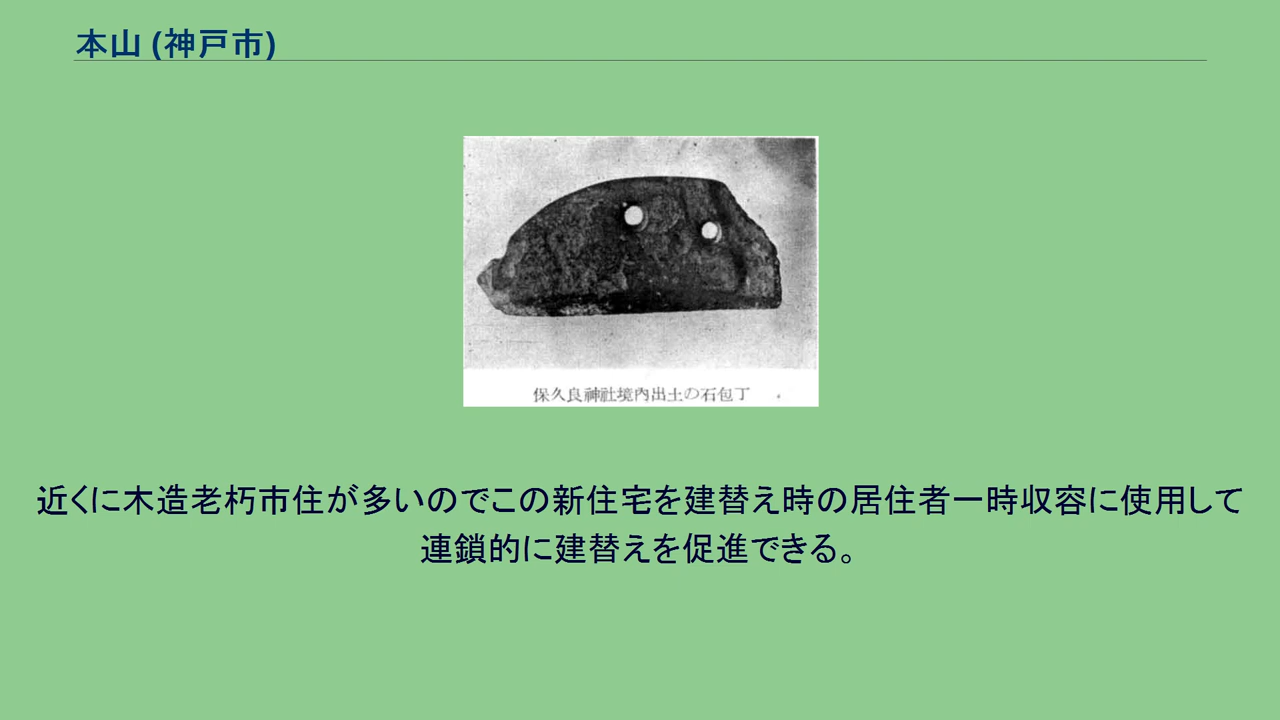 本山 (神戸市)
保久良神社境内出土の石包丁
近くに木造老朽市住が多いのでこの新住宅を建替え時の居住者一時収容に使用して
連鎖的に建替えを促進できる。